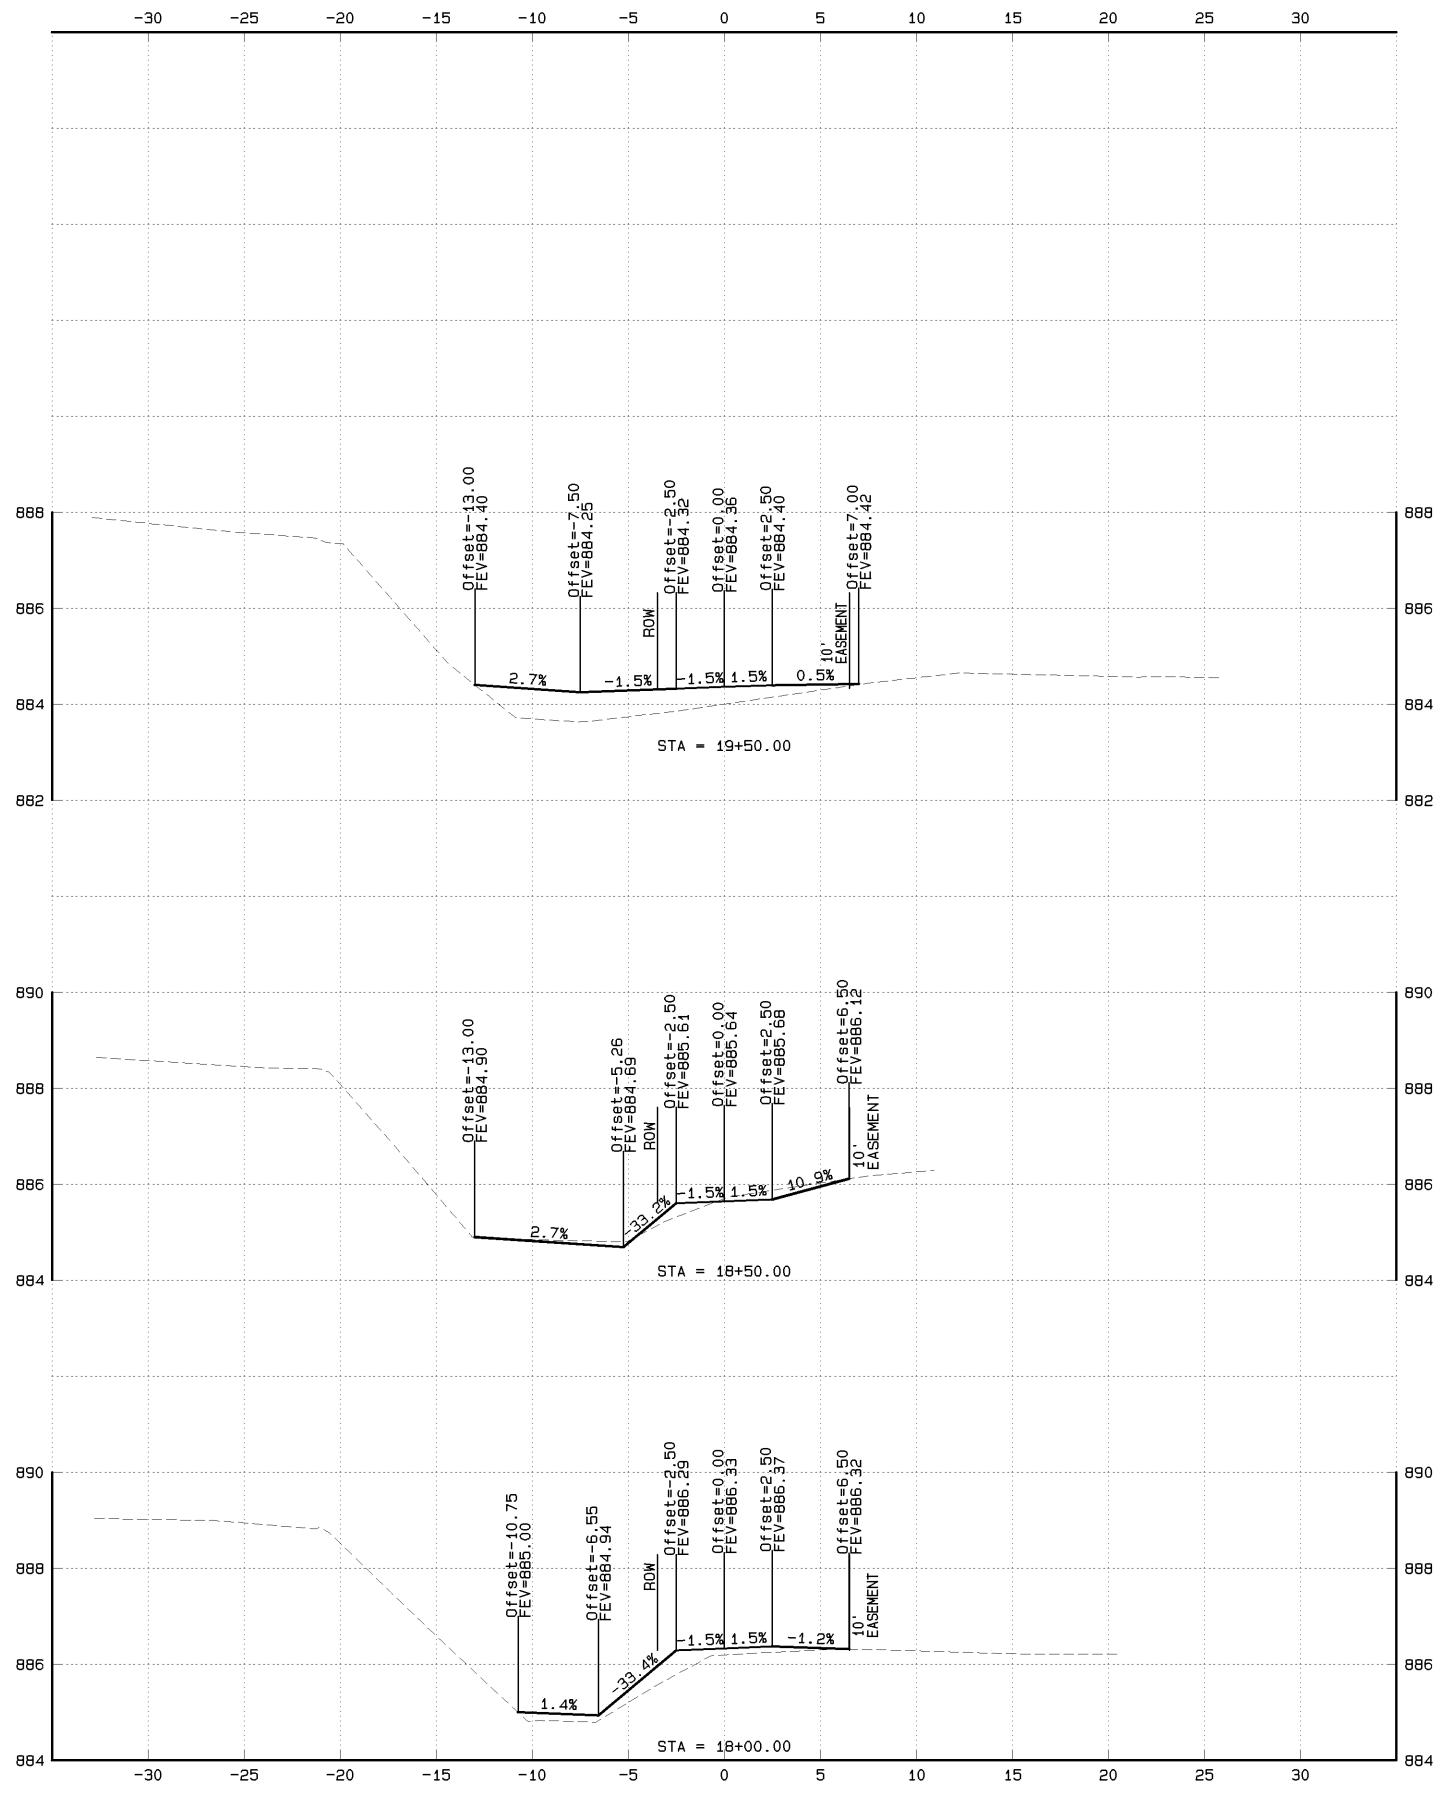 -30 -25 -20 -15 -10 -5 0 5 10 15 20 25 30
Offset=-13.00
FEV=884.40
Offset=-7.50
FEV=884.25
Offset=-2.50
FEV=884.32
Offset=0.00
FEV=884.36
Offset=2.50
FEV=884.40
Offset=7.00
FEV=884.42
888 888
886 886
ROW
10'
EASEMENT
2.7% -1.5% -1.5% 1.5% 0.5%
884 884
STA = 19+50.00
882 882
890 890
Offset=-13.00
FEV=884.90
Offset=-5.26
FEV=884.69
Offset=-2.50
FEV=885.61
Offset=0.00
FEV=885.64
Offset=2.50
FEV=885.68
Offset=6.50
FEV=886.12
888 888
ROW
10'
EASEMENT
886 886
2.7% -33.2% -1.5% 1.5% 10.9%
STA = 18+50.00
884 884
890 890
Offset=-10.75
FEV=885.00
Offset=-6.55
FEV=884.94
Offset=-2.50
FEV=886.29
Offset=0.00
FEV=886.33
Offset=2.50
FEV=886.37
Offset=6.50
FEV=886.32
888 888
ROW
10'
EASEMENT
886 886
1.4% -33.4% -1.5% 1.5% -1.2%
STA = 18+00.00
884 884
-30 -25 -20 -15 -10 -5 0 5 10 15 20 25 30